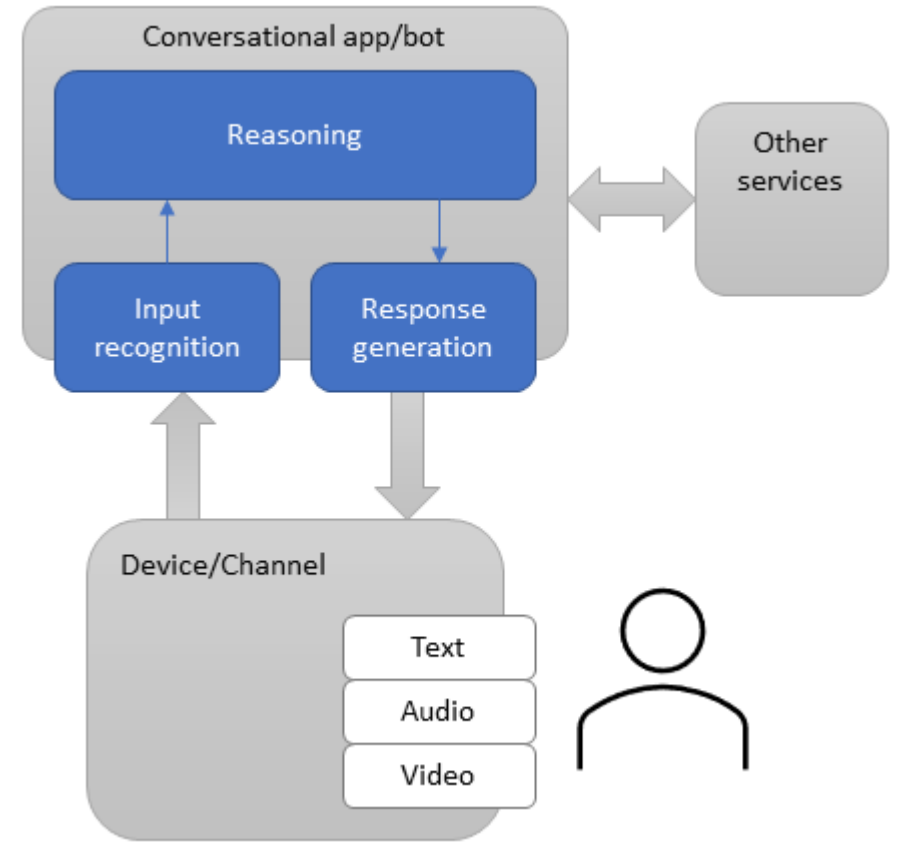 Conversational app/bot
Reasoning
Other
services
Input
recognition
Response
generation
Device/Channel
Text
Audio
Video